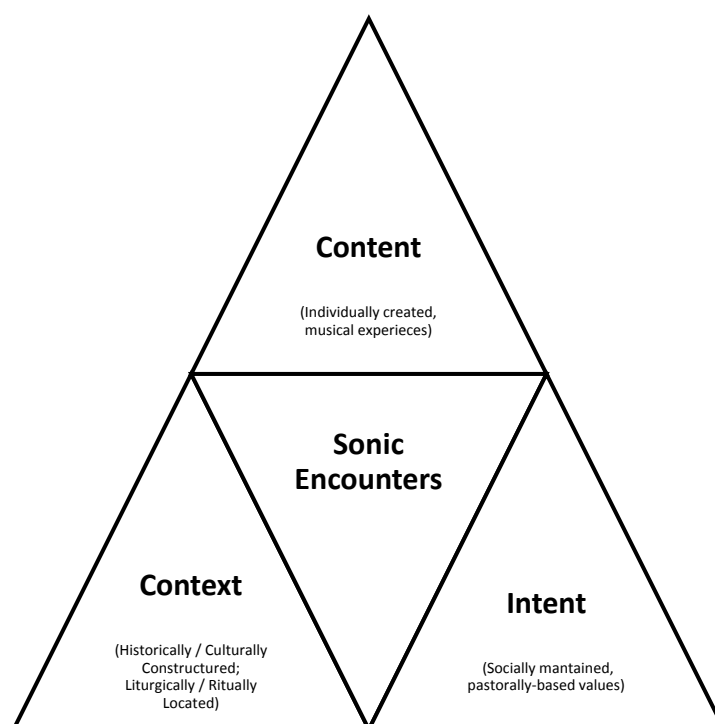 Content
(Individually created,
musical experieces)
Sonic
Encounters
Context
(Historically / Culturally
Constructured;
Liturgically / Ritually
Located)
Intent
(Socially mantained,
pastorally-based values)